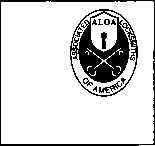 ASSOCIATED LOCKSMITHS
ALOA
OF AMERICA